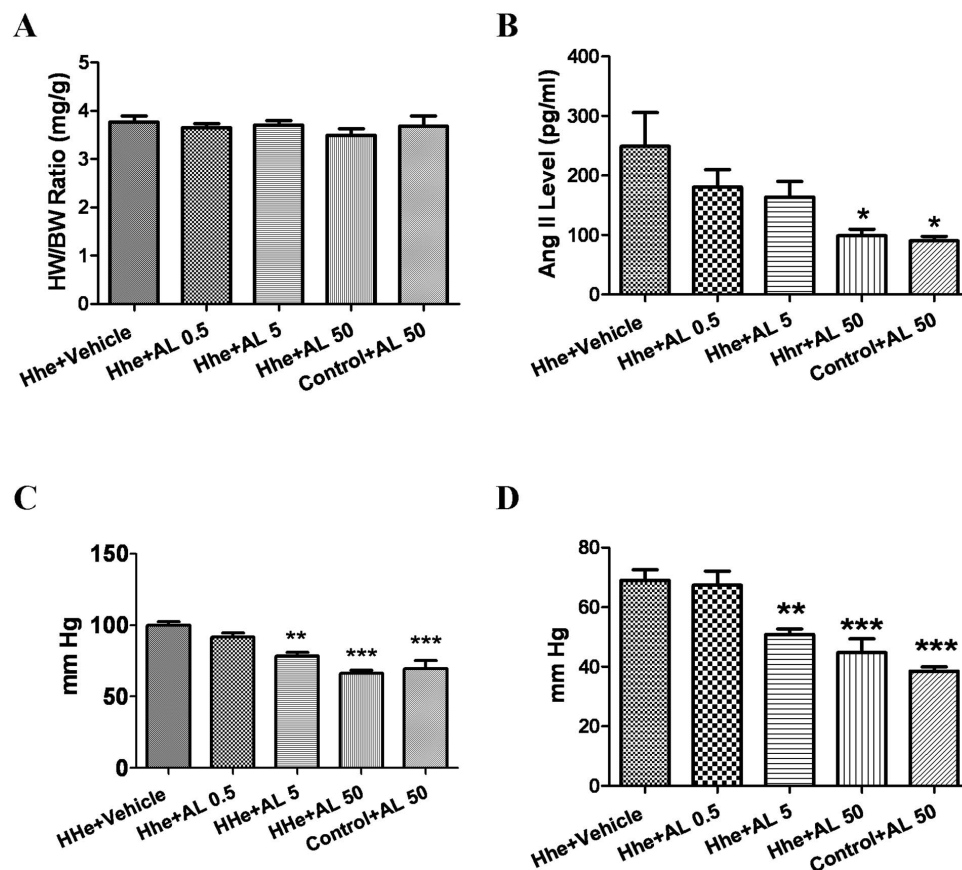 A
HW/BW Ratio (mg/g)
5
4
3
2
1
0
Hhe+Vehicle
Hhe+AL 0.5
Hhe+AL 5
Hhe+AL 50
Control+AL 50
B
Ang II Level (pg/ml)
400
300
200
100
0
*
*
Hhe+Vehicle
Hhe+AL 0.5
Hhe+AL 5
Hhr+AL 50
Control+AL 50
C
mm Hg
150
100
50
0
**
***
***
HHe+Vehicle
Hhe+AL 0.5
HHe+AL 5
HHe+AL 50
Control+AL 50
D
mm Hg
80
60
40
20
0
**
***
***
Hhe+Vehicle
Hhe+AL 0.5
Hhe+AL 5
Hhe+AL 50
Control+AL 50